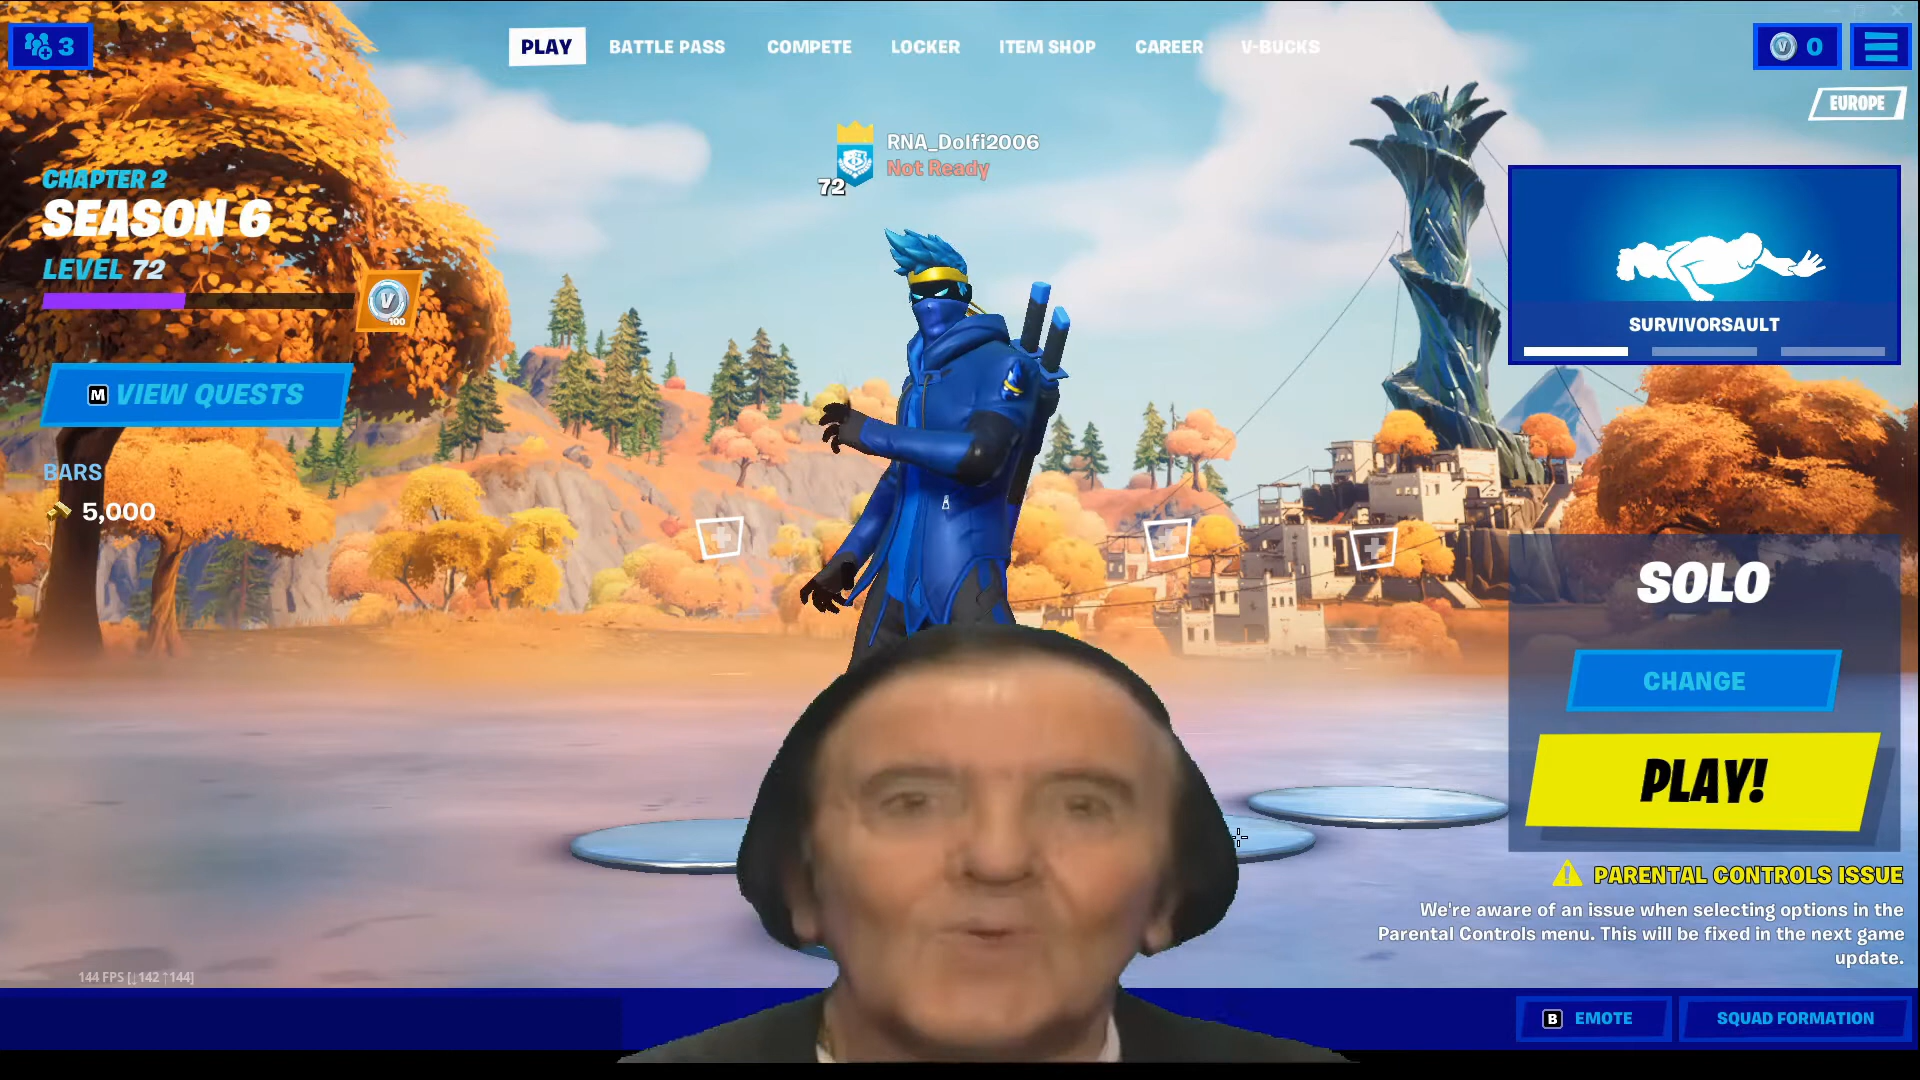 3
PLAY
BATTLE PASS
COMPETE
LOCKER
ITEM SHOP
CAREER
V-BUCKS
V 0
EUROPE
RNA_Dolfi2006
Not Ready
72
CHAPTER 2
SEASON 6
LEVEL 72
V
100
M VIEW QUESTS
BARS
5,000
SURVIVORSAULT
SOLO
CHANGE
PLAY!
PARENTAL CONTROLS ISSUE
We're aware of an issue when selecting options in the
Parental Controls menu. This will be fixed in the next game
update.
144 FPS [↓142 ↑144]
B EMOTE
SQUAD FORMATION